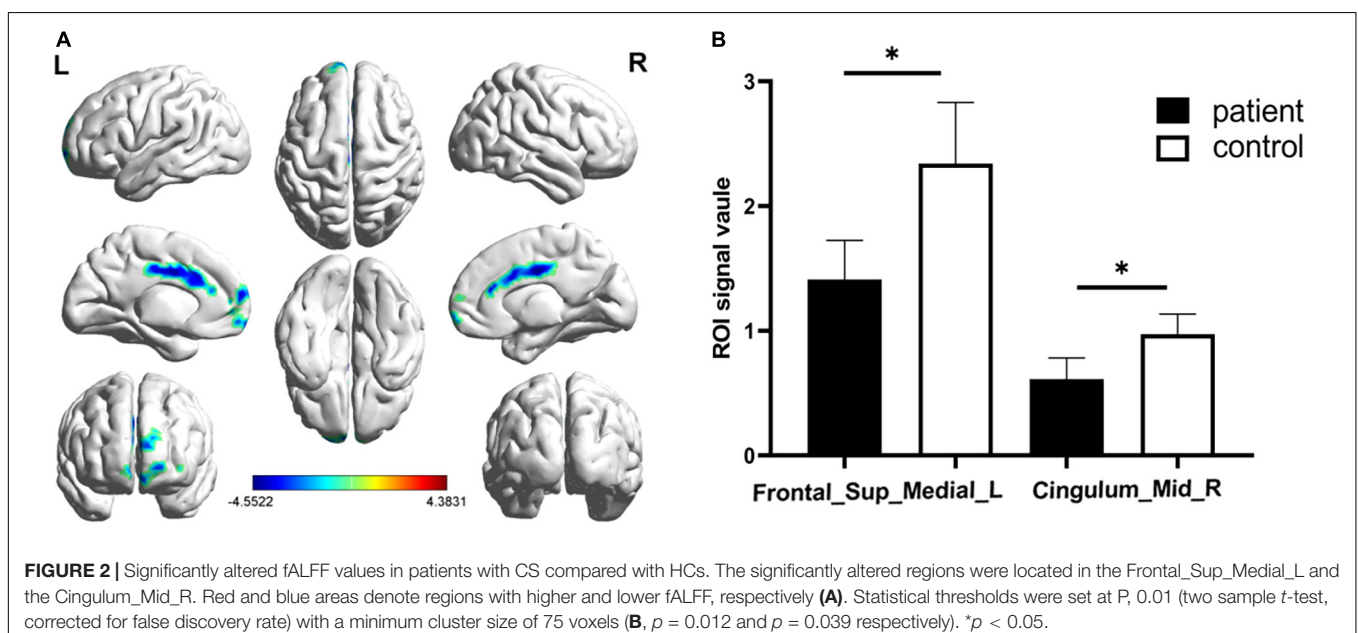 A
L
R
-4.5522
4.3831
B
*
*
3
2
1
0
ROI signal vaule
patient
control
Frontal_Sup_Medial_L
Cingulum_Mid_R
FIGURE 2 | Significantly altered fALFF values in patients with CS compared with HCs. The significantly altered regions were located in the Frontal_Sup_Medial_L and
the Cingulum_Mid_R. Red and blue areas denote regions with higher and lower fALFF, respectively (A). Statistical thresholds were set at P, 0.01 (two sample t-test,
corrected for false discovery rate) with a minimum cluster size of 75 voxels (B, p = 0.012 and p = 0.039 respectively). *p < 0.05.